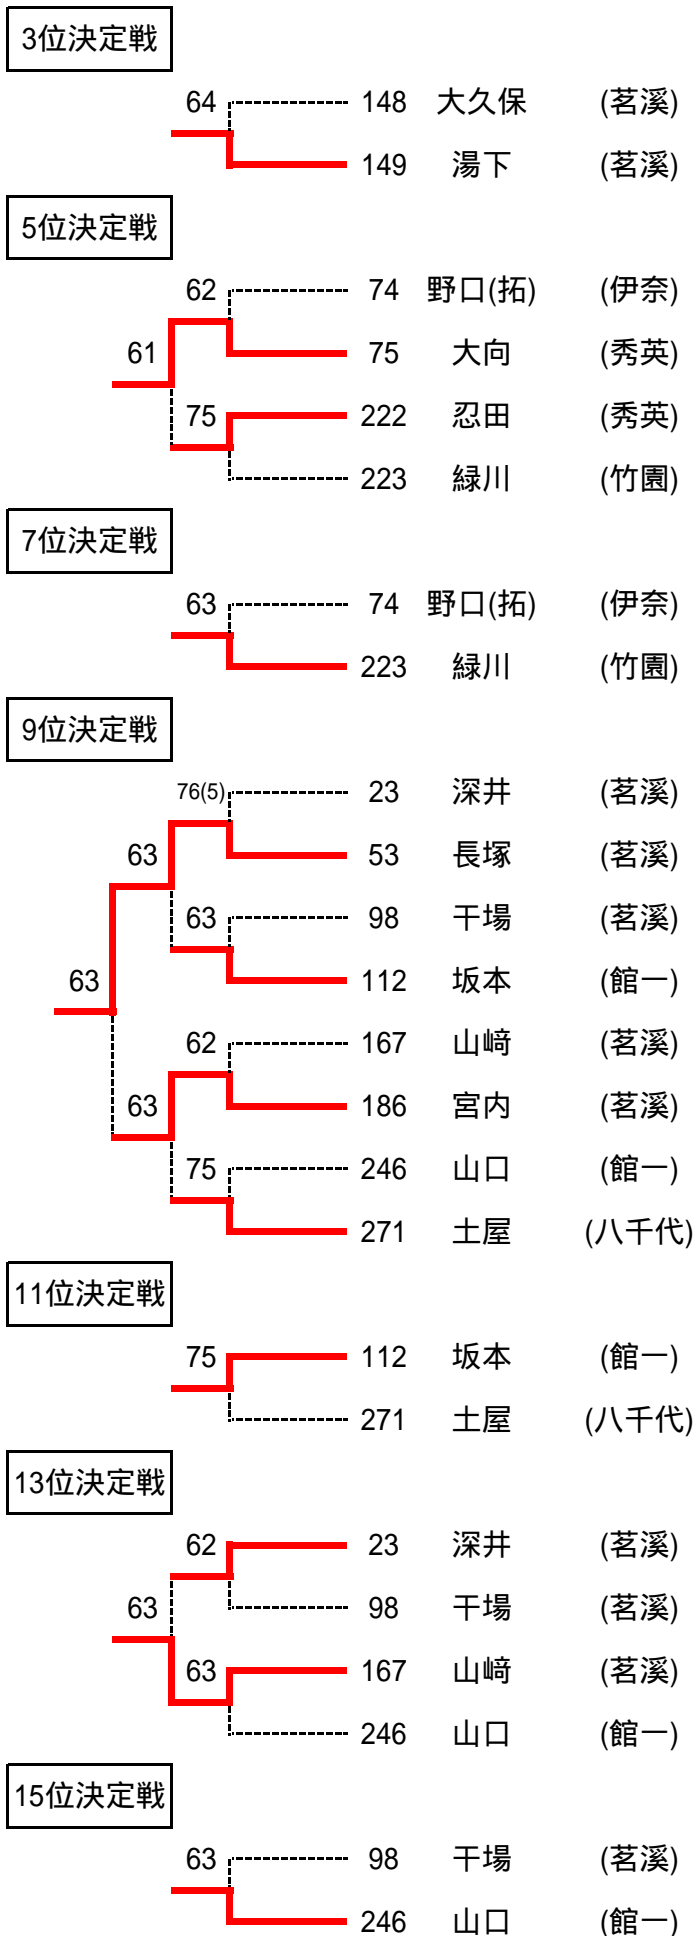 3位決定戦
64 148 大久保 (茗溪)
149 湯下 (茗溪)
5位決定戦
62 74 野口(拓) (伊奈)
61 75 大向 (秀英)
75 222 忍田 (秀英)
223 緑川 (竹園)
7位決定戦
63 74 野口(拓) (伊奈)
223 緑川 (竹園)
9位決定戦
76(5) 23 深井 (茗溪)
63 53 長塚 (茗溪)
63 98 干場 (茗溪)
63 112 坂本 (館一)
62 167 山﨑 (茗溪)
63 186 宮内 (茗溪)
75 246 山口 (館一)
271 土屋 (八千代)
11位決定戦
75 112 坂本 (館一)
271 土屋 (八千代)
13位決定戦
62 23 深井 (茗溪)
63 98 干場 (茗溪)
63 167 山﨑 (茗溪)
246 山口 (館一)
15位決定戦
63 98 干場 (茗溪)
246 山口 (館一)